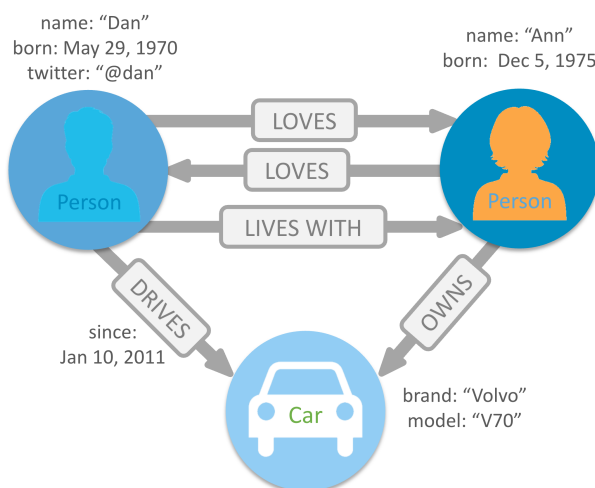 name: “Dan”
born: May 29, 1970
twitter: “@dan”
name: “Ann”
born:  Dec 5, 1975
LOVES
LOVES
Person
Person
LIVES WITH
DRIVES
OWNS
since:
Jan 10, 2011
Car
brand: “Volvo”
model: “V70”